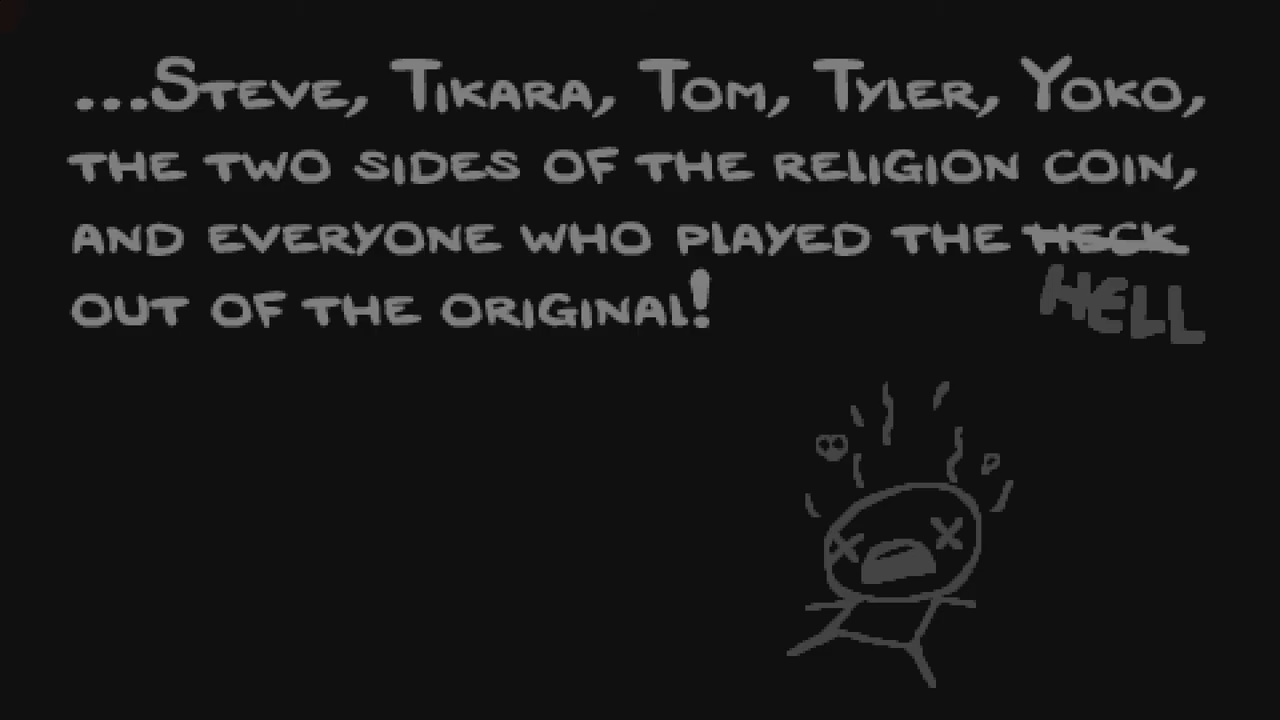 ...Steve, Tikara, Tom, Tyler, Yoko,
the two sides of the religion coin,
and everyone who played the heck
out of the original!
HELL